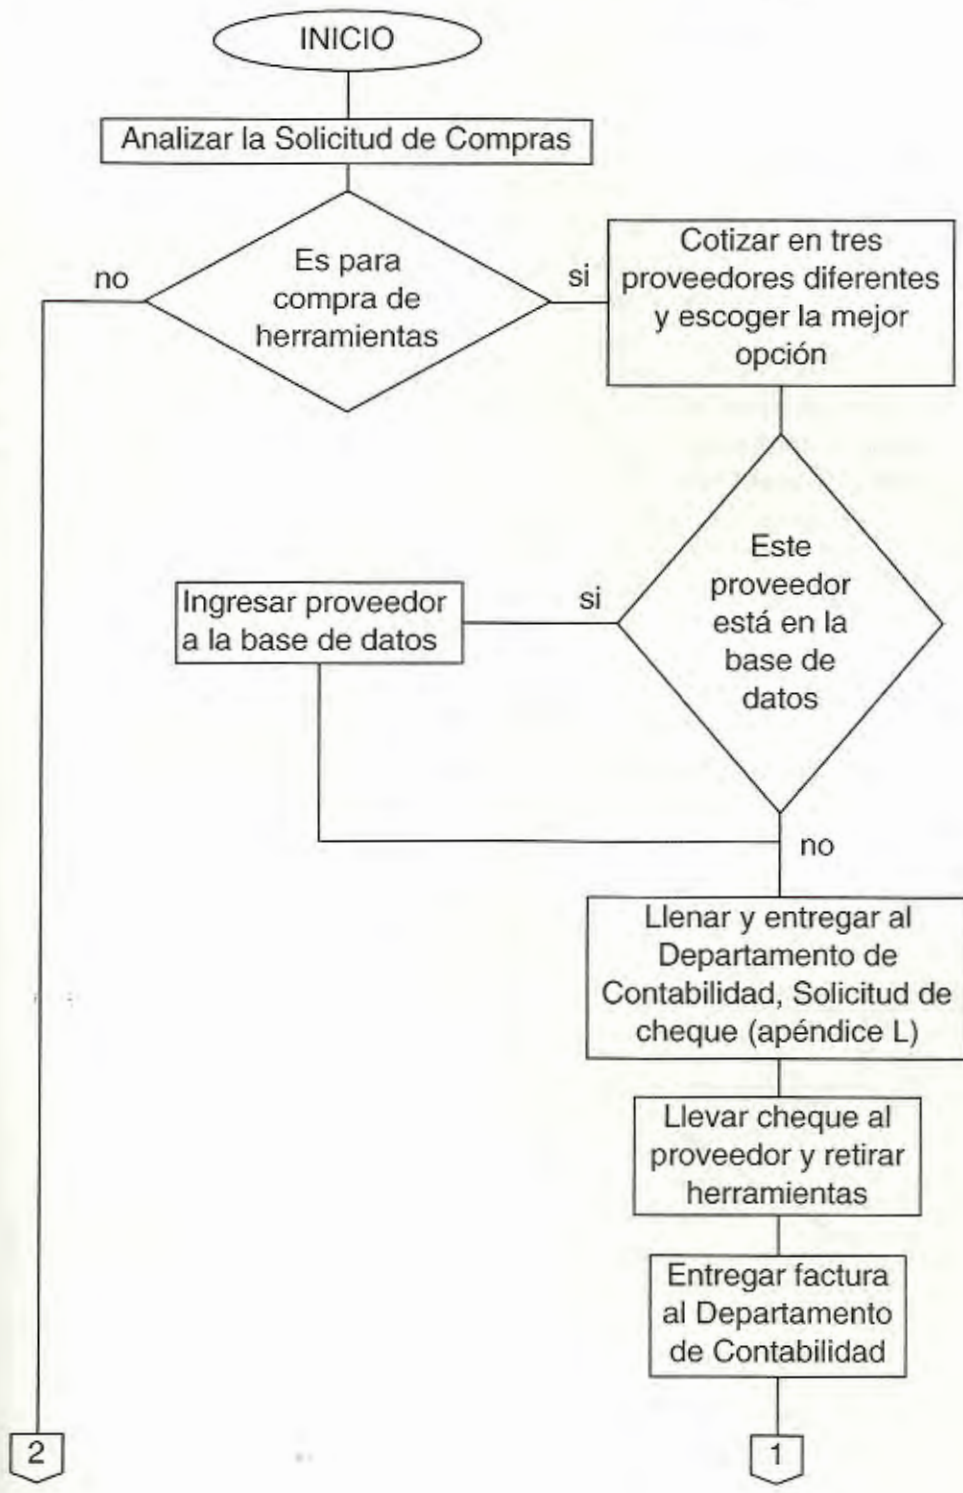 INICIO
Analizar la Solicitud de Compras
Es para
compra de
herramientas
no
si
Cotizar en tres
proveedores diferentes
y escoger la mejor
opción
Este
proveedor
está en la
base de
datos
si
Ingresar proveedor
a la base de datos
no
Llenar y entregar al
Departamento de
Contabilidad, Solicitud de
cheque (apéndice L)
Llevar cheque al
proveedor y retirar
herramientas
Entregar factura
al Departamento
de Contabilidad
2
1